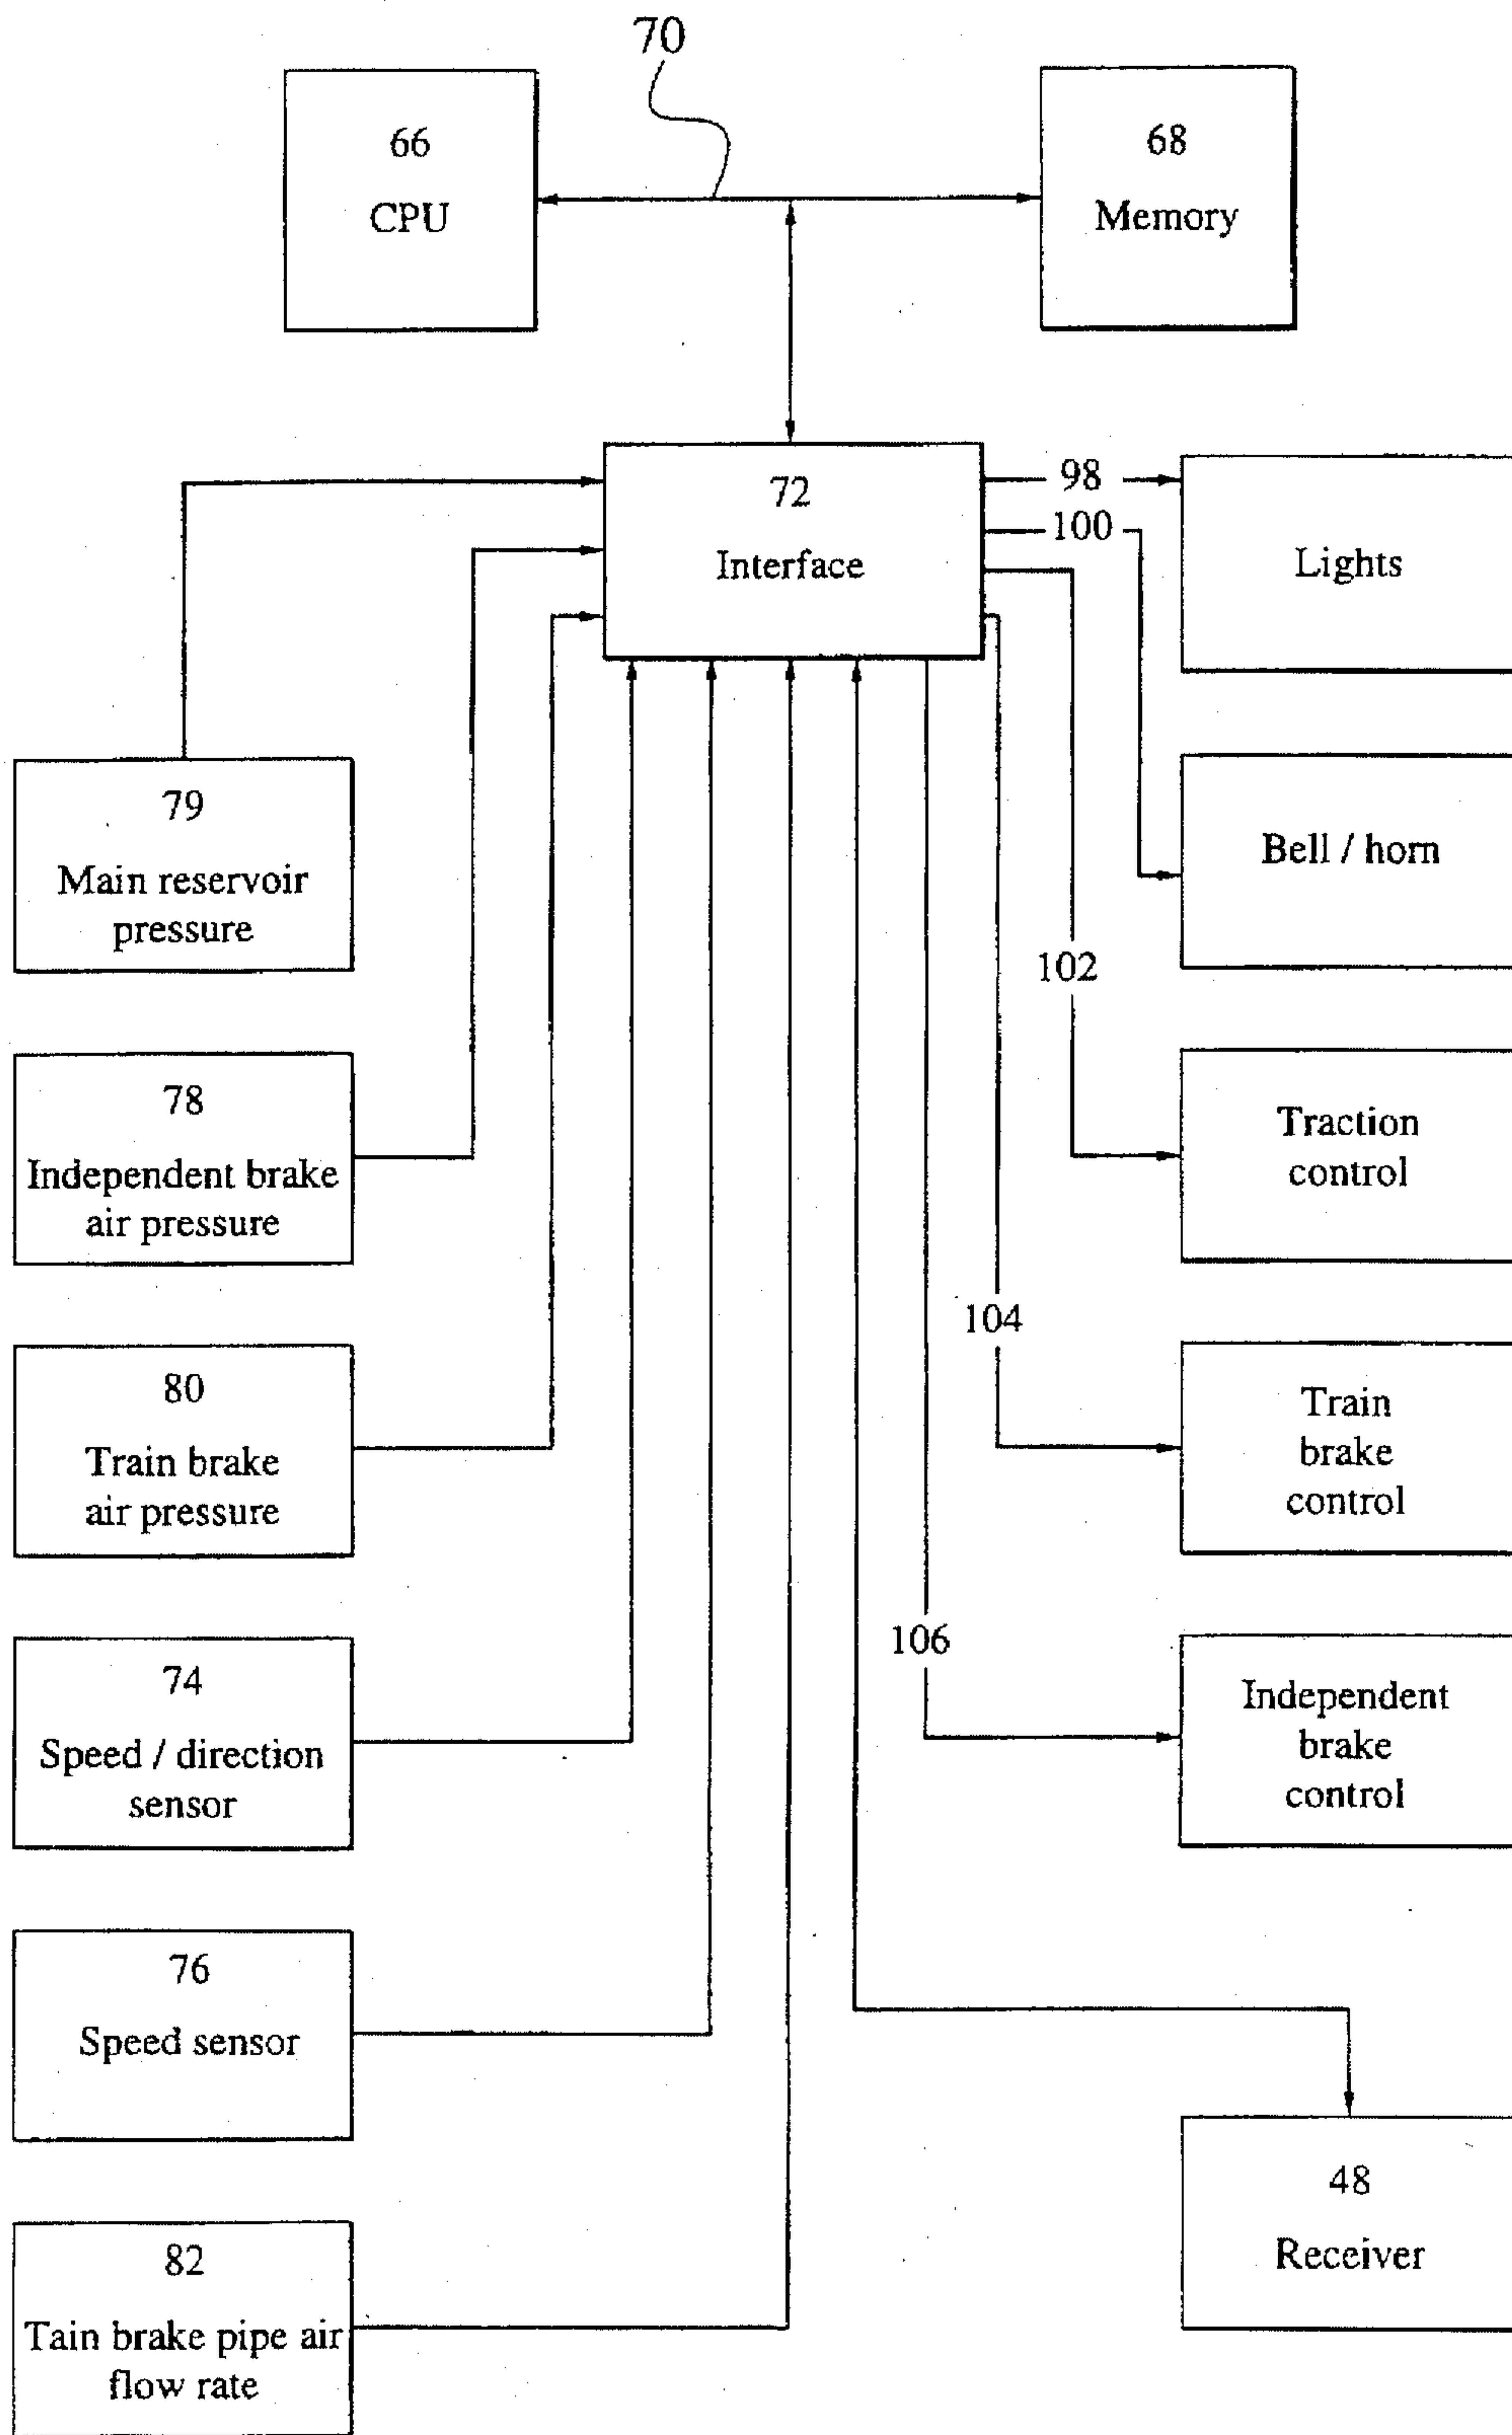 70
66
CPU
68
Memory
72
Interface
98
100
Lights
79
Main reservoir
pressure
Bell / horn
102
78
Independent brake
air pressure
Traction
control
104
80
Train brake
air pressure
Train
brake
control
106
74
Speed / direction
sensor
Independent
brake
control
76
Speed sensor
48
Receiver
82
Tain brake pipe air
flow rate